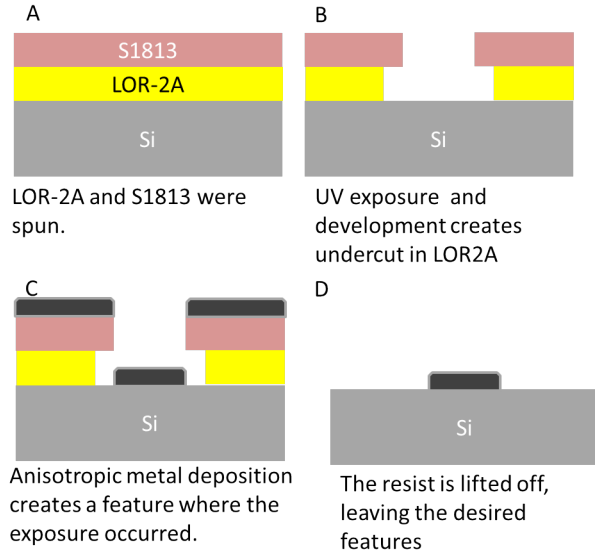 A
S1813
LOR-2A
Si
LOR-2A and S1813 were
spun.
B
Si
UV exposure and
development creates
undercut in LOR2A
C
Si
Anisotropic metal deposition
creates a feature where the
exposure occurred.
D
Si
The resist is lifted off,
leaving the desired
features